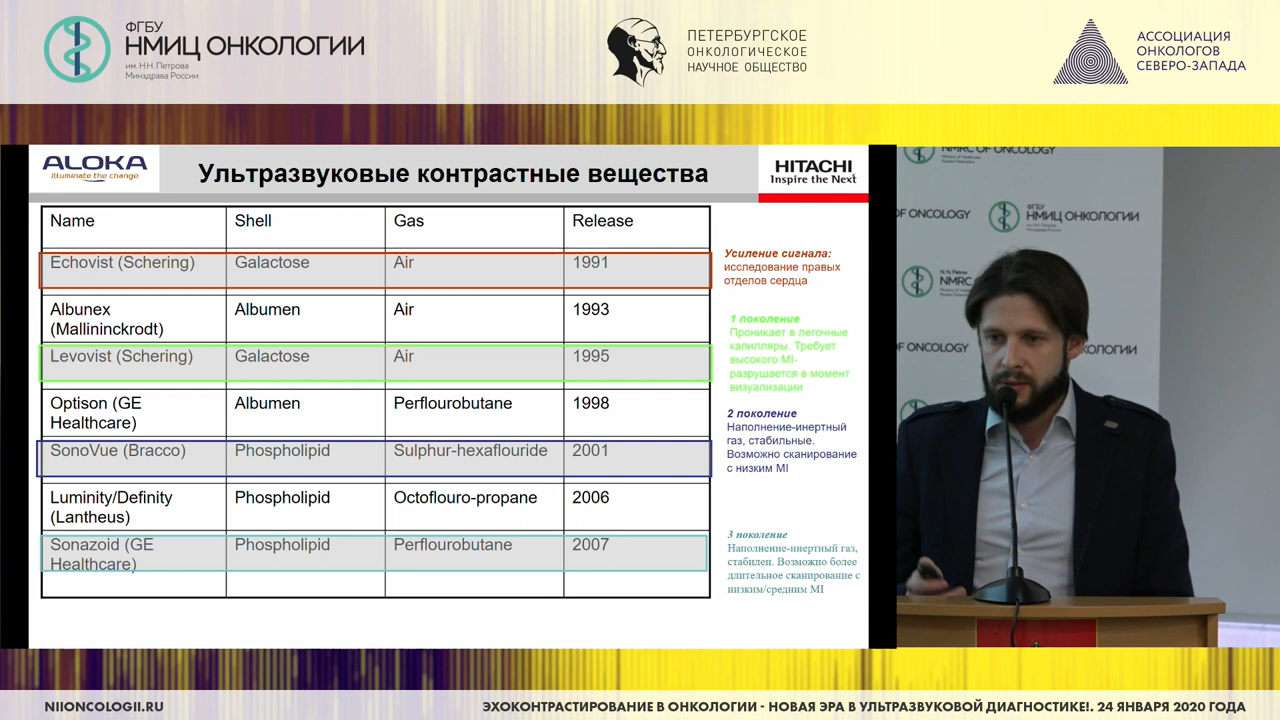 ФГБУ
НМИЦ ОНКОЛОГИИ
им. Н.Н. Петрова
Минздрава России
ПЕТЕРБУРГСКОЕ
ОНКОЛОГИЧЕСКОЕ
НАУЧНОЕ ОБЩЕСТВО
АССОЦИАЦИЯ
ОНКОЛОГОВ
СЕВЕРО-ЗАПАДА
ALOKA
Illuminate the change
Ультразвуковые контрастные вещества
HITACHI
Inspire the Next
Name Shell Gas Release
Echovist (Schering) Galactose Air 1991
Albunex (Mallininckrodt) Albumen Air 1993
Levovist (Schering) Galactose Air 1995
Optison (GE Healthcare) Albumen Perflourobutane 1998
SonoVue (Bracco) Phospholipid Sulphur-hexaflouride 2001
Luminity/Definity (Lantheus) Phospholipid Octoflouro-propane 2006
Sonazoid (GE Healthcare) Phospholipid Perflourobutane 2007
Усиление сигнала:
исследование правых
отделов сердца
1 поколение
Проникает в легочные
капилляры. Требует
высокого MI-
разрушается в момент
визуализации
2 поколение
Наполнение-инертный
газ, стабильные.
Возможно сканирование
с низким MI
3 поколение
Наполнение-инертный газ,
стабилен. Возможно более
длительное сканирование с
низким/средним MI
NMRC OF ONCOLOGY
OF ONCOLOGY
ФГБУ
НМИЦ ОНКОЛОГИИ
NMRC
OF ONCOLOGY
ОНКОЛОГИИ
NIIONCOLOGII.RU
ЭХОКОНТРАСТИРОВАНИЕ В ОНКОЛОГИИ - НОВАЯ ЭРА В УЛЬТРАЗВУКОВОЙ ДИАГНОСТИКЕ!. 24 ЯНВАРЯ 2020 ГОДА